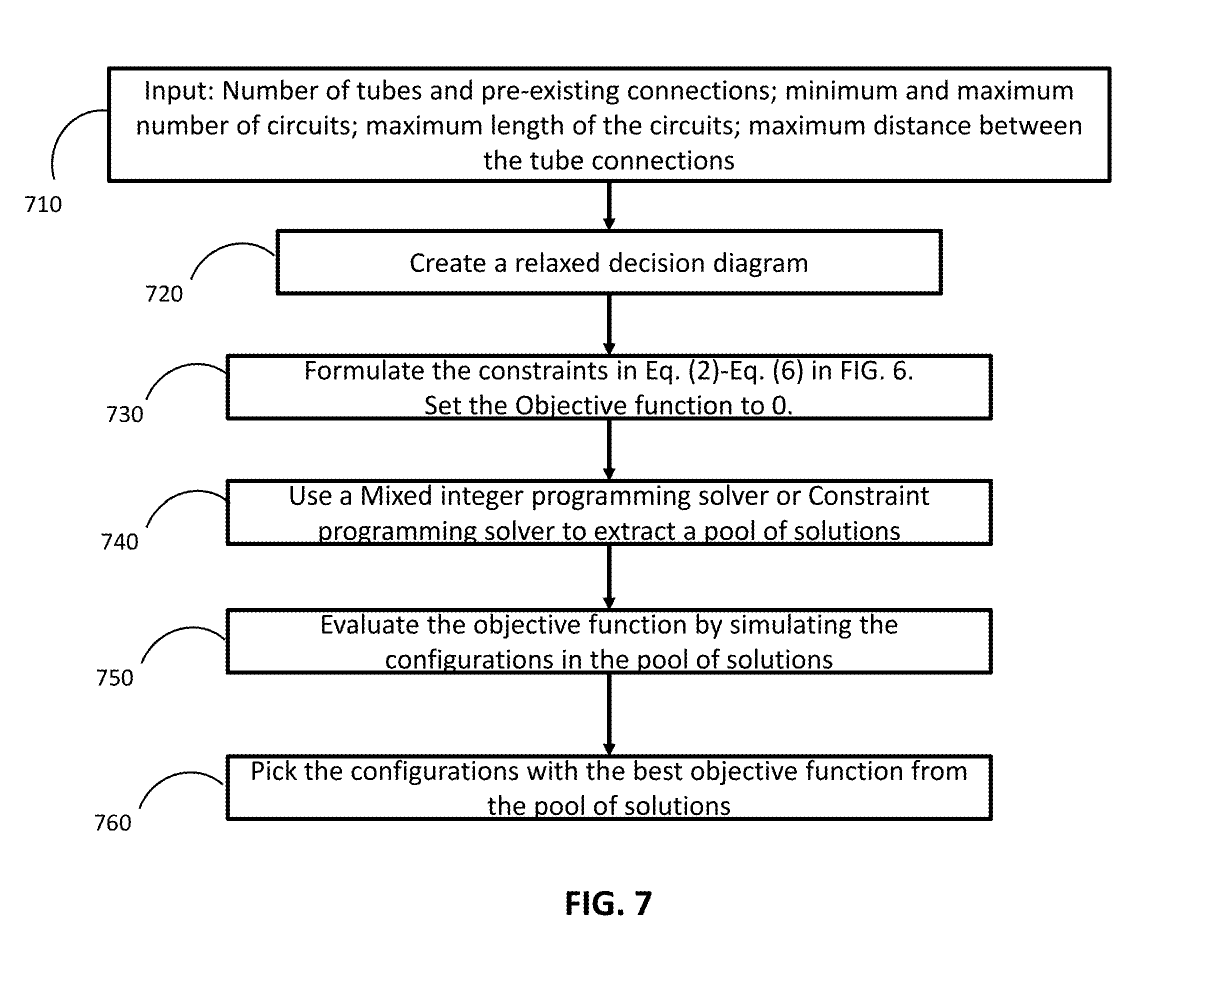 Input: Number of tubes and pre-existing connections; minimum and maximum
number of circuits; maximum length of the circuits; maximum distance between
the tube connections
710
Create a relaxed decision diagram
720
Formulate the constraints in Eq. (2)-Eq. (6) in FIG. 6.
Set the Objective function to 0.
730
Use a Mixed integer programming solver or Constraint
programming solver to extract a pool of solutions
740
Evaluate the objective function by simulating the
configurations in the pool of solutions
750
Pick the configurations with the best objective function from
the pool of solutions
760
FIG. 7